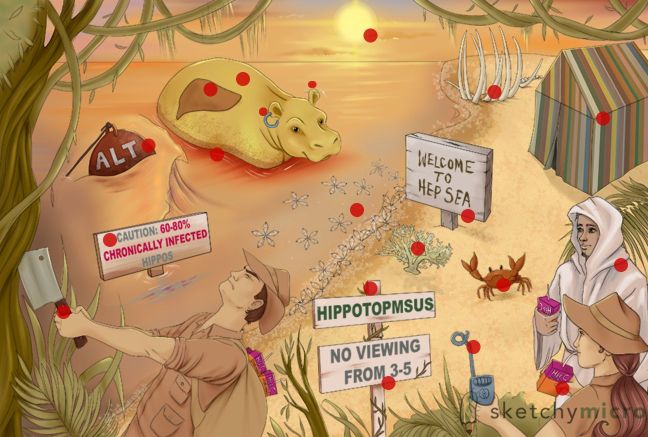 ALT
WELCOME
TO
HEP SEA
CAUTION: 60-80%
CHRONICALLY INFECTED
HIPPOS
HIPPOTOPMSUS
NO VIEWING
FROM 3-5
sketchymicro